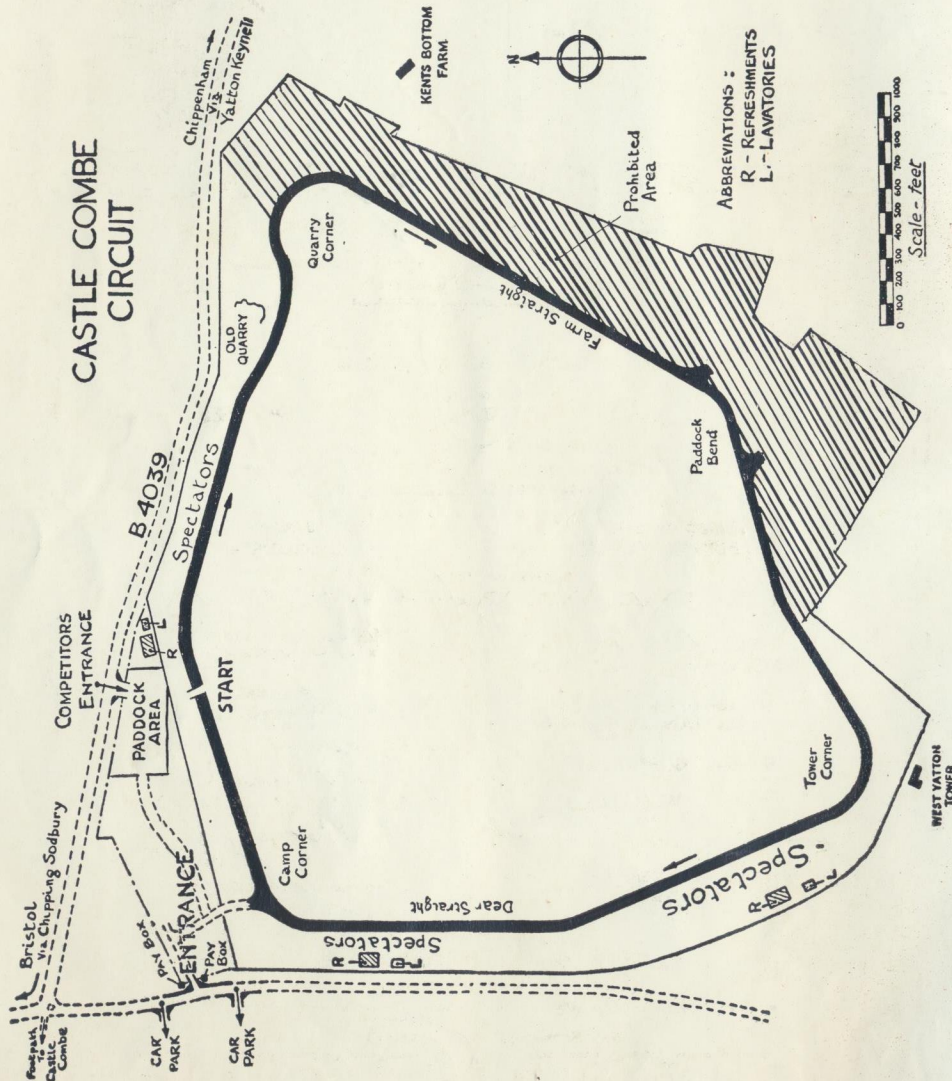 CASTLE COMBE
CIRCUIT
Chippenham
Via
Yatton Keynell
KENTS BOTTOM
FARM
N
ABBREVIATIONS :
R - REFRESHMENTS
L. - LAVATORIES
0 100 200 300 400 500 600 700 800 900 1000
Scale - feet
Bristol
Via Chipping Sodbury
Footpath
To
Castle
Combe
B 4039
COMPETITORS
ENTRANCE
PADDOCK
AREA
R
L
Spectators
OLD
QUARRY
Quarry
Corner
Prohibited
Area
Farm Straight
Paddock
Bend
START
Camp
Corner
PAY BOX
ENTRANCE
PAY
BOX
CAR
PARK
CAR
PARK
Dear Straight
Spectators
R
L
Tower
Corner
Spectators
R
L
WEST YATTON
TOWER